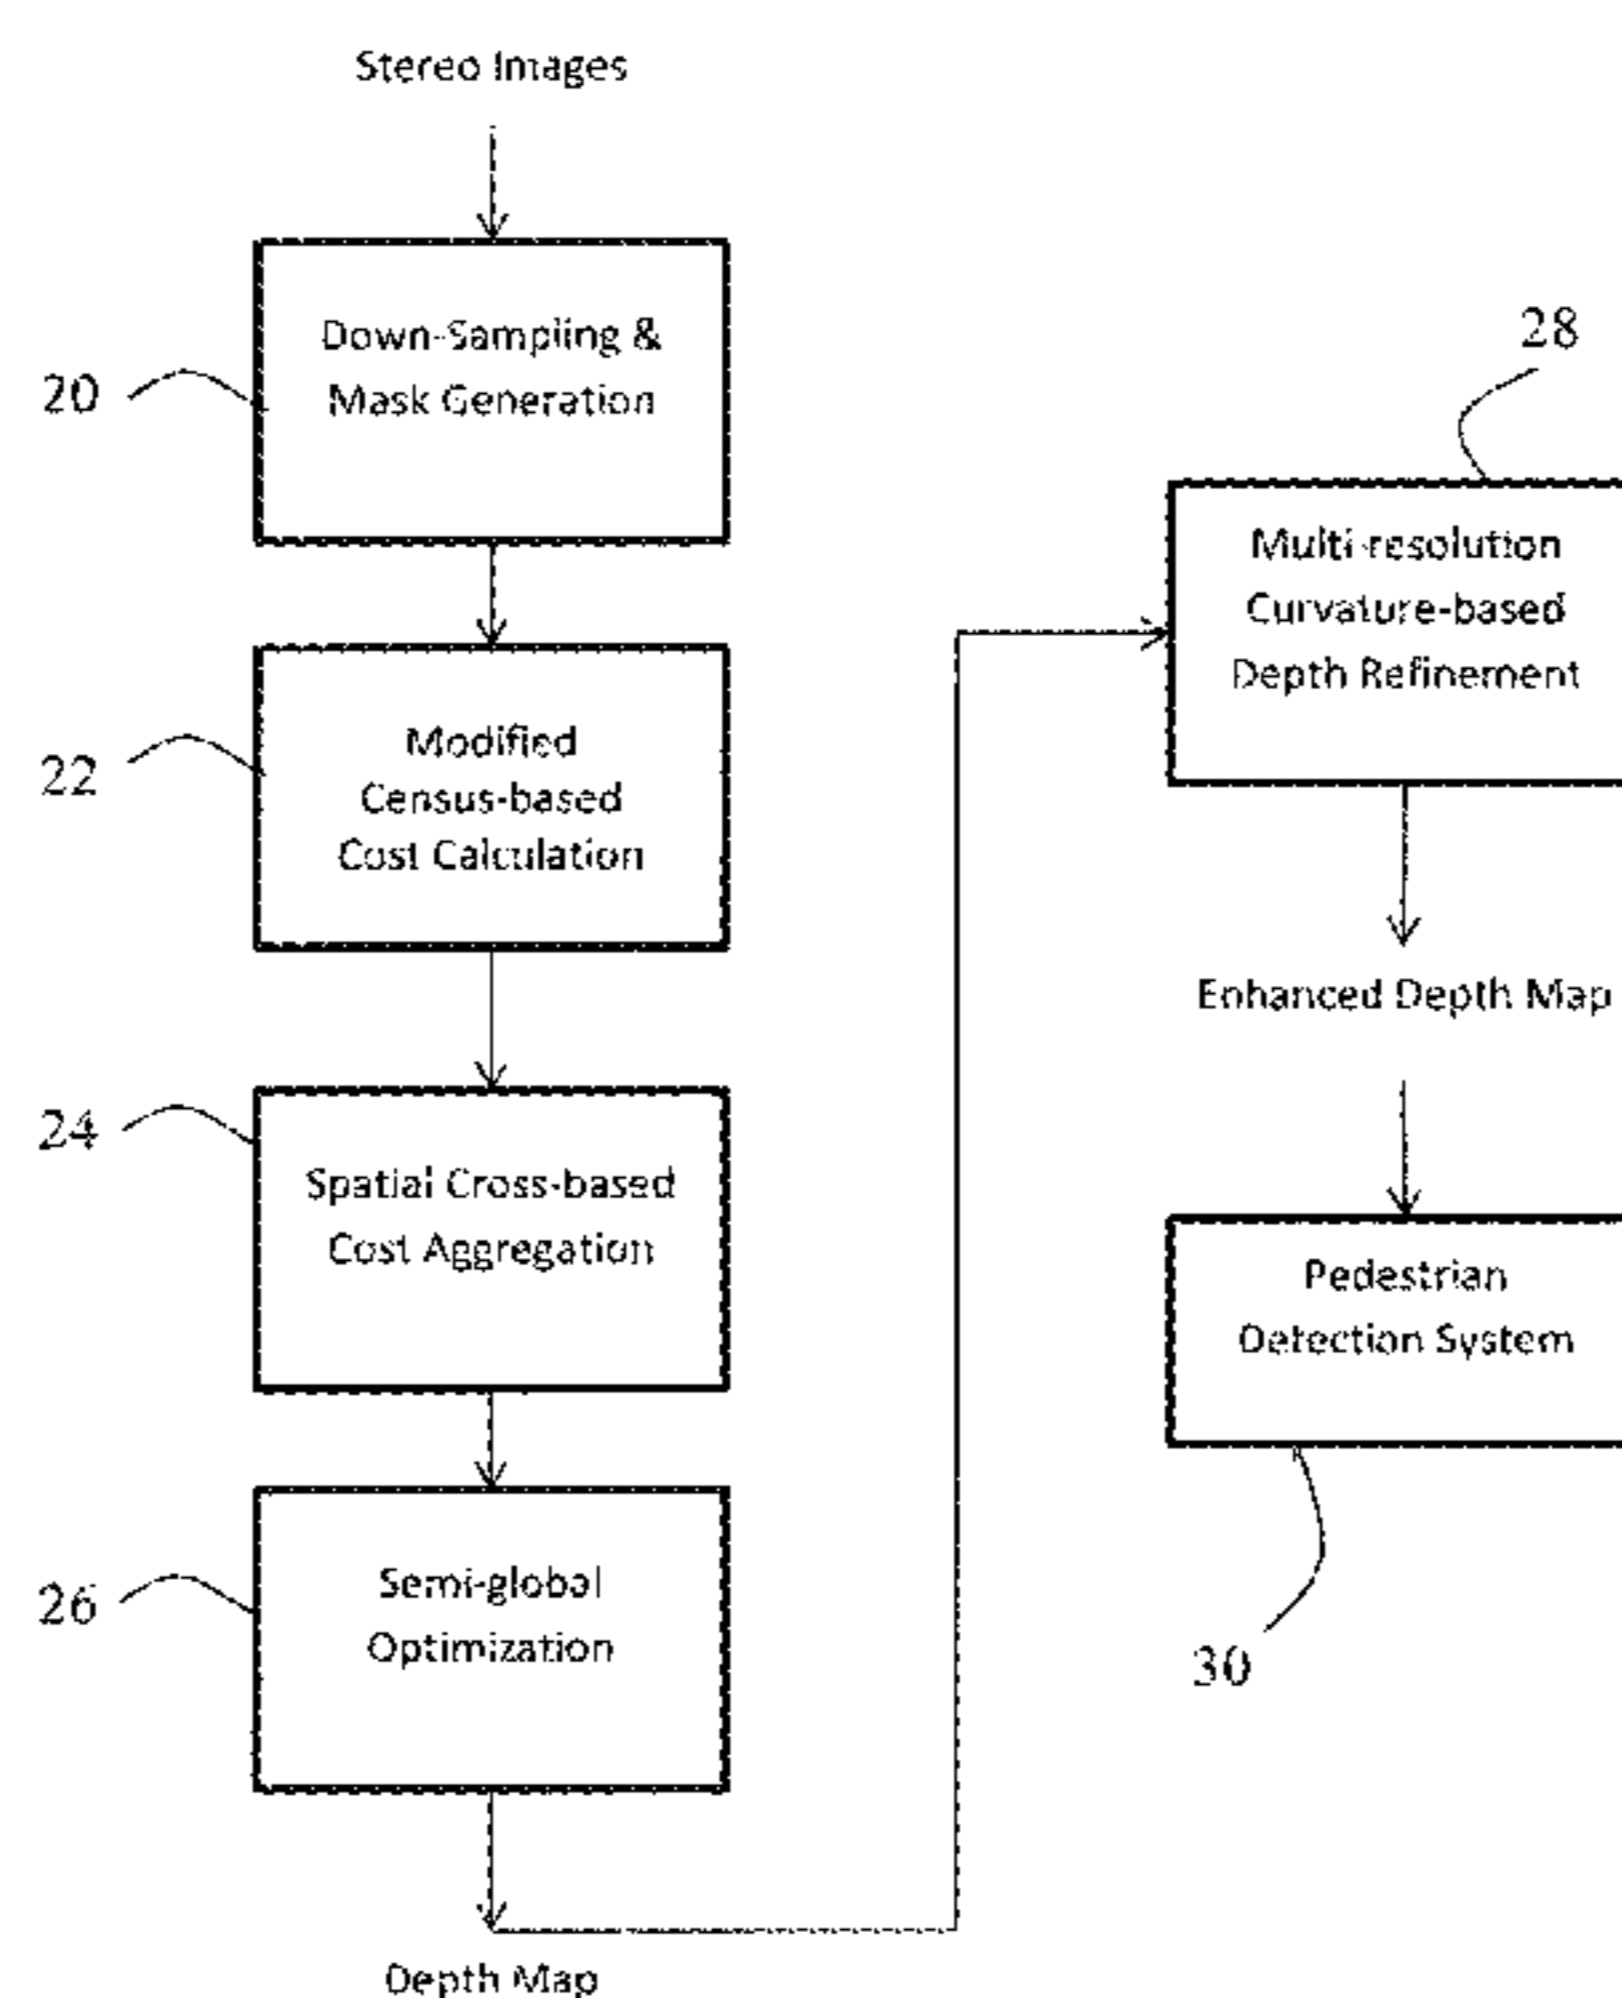 Stereo Images
Down-Sampling &
Mask Generation
20
Modified
Census-based
Cost Calculation
22
24
Spatial Cross-based
Cost Aggregation
26
Semi-global
Optimization
Depth Map
28
Multi-resolution
Curvature-based
Depth Refinement
Enhanced Depth Map
Pedestrian
Detection System
30